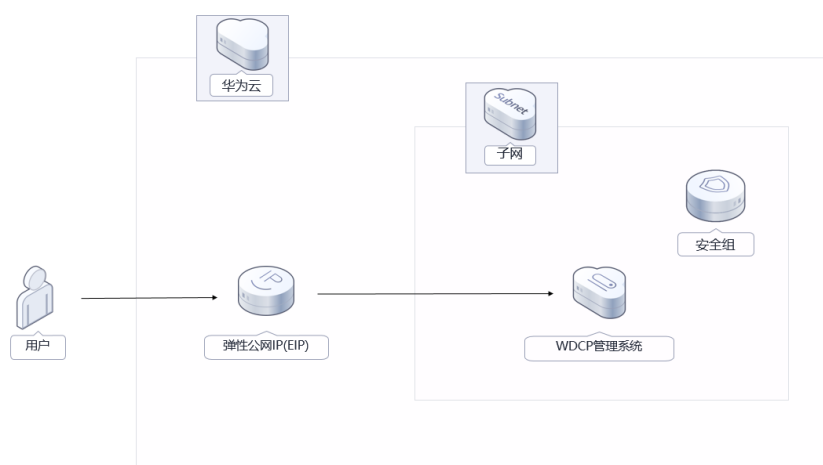 华为云
Subnet
子网
安全组
IP
用户
弹性公网IP(EIP)
WDCP管理系统